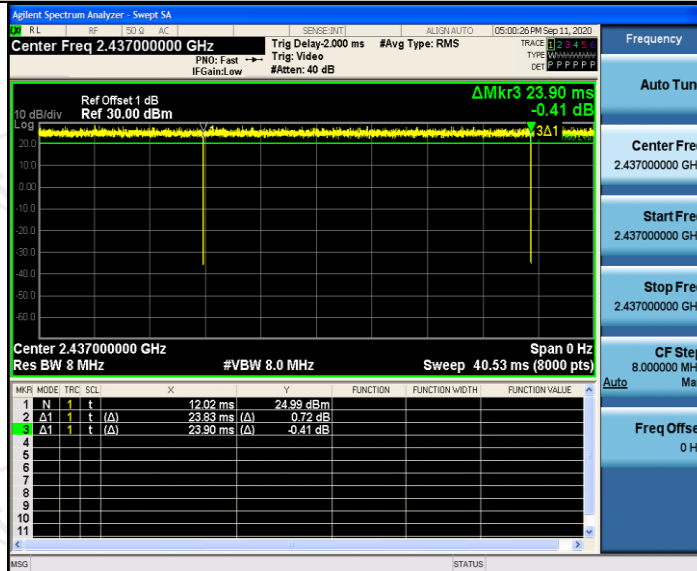 Agilent Spectrum Analyzer - Swept SA
RL RF 50 Ω AC SENSE:INT ALIGN AUTO 05:00:26 PM Sep 11, 2020
Center Freq 2.437000000 GHz
PNO: Fast
IFGain:Low
Trig Delay-2.000 ms
Trig: Video
#Atten: 40 dB
#Avg Type: RMS
TRACE 1 2 3 4 5 6
TYPE W
DET P P P P P P
ΔMkr3 23.90 ms
-0.41 dB
Ref Offset 1 dB
10 dB/div Ref 30.00 dBm
Log
3Δ1
20.0
10.0
0.00
-10.0
-20.0
-30.0
-40.0
-50.0
-60.0
Center 2.437000000 GHz Span 0 Hz
Res BW 8 MHz #VBW 8.0 MHz Sweep 40.53 ms (8000 pts)
MKR MODE TRC SCL X Y FUNCTION FUNCTION WIDTH FUNCTION VALUE
1 N 1 t 12.02 ms 24.99 dBm
2 Δ1 1 t (Δ) 23.83 ms (Δ) 0.72 dB
3 Δ1 1 t (Δ) 23.90 ms (Δ) -0.41 dB
4
5
6
7
8
9
10
11
MSG STATUS
Frequency
Auto Tun
Center Fre
2.437000000 GH
Start Fre
2.437000000 GH
Stop Fre
2.437000000 GH
CF Ste
8.000000 MH
Auto Ma
Freq Offse
0 H